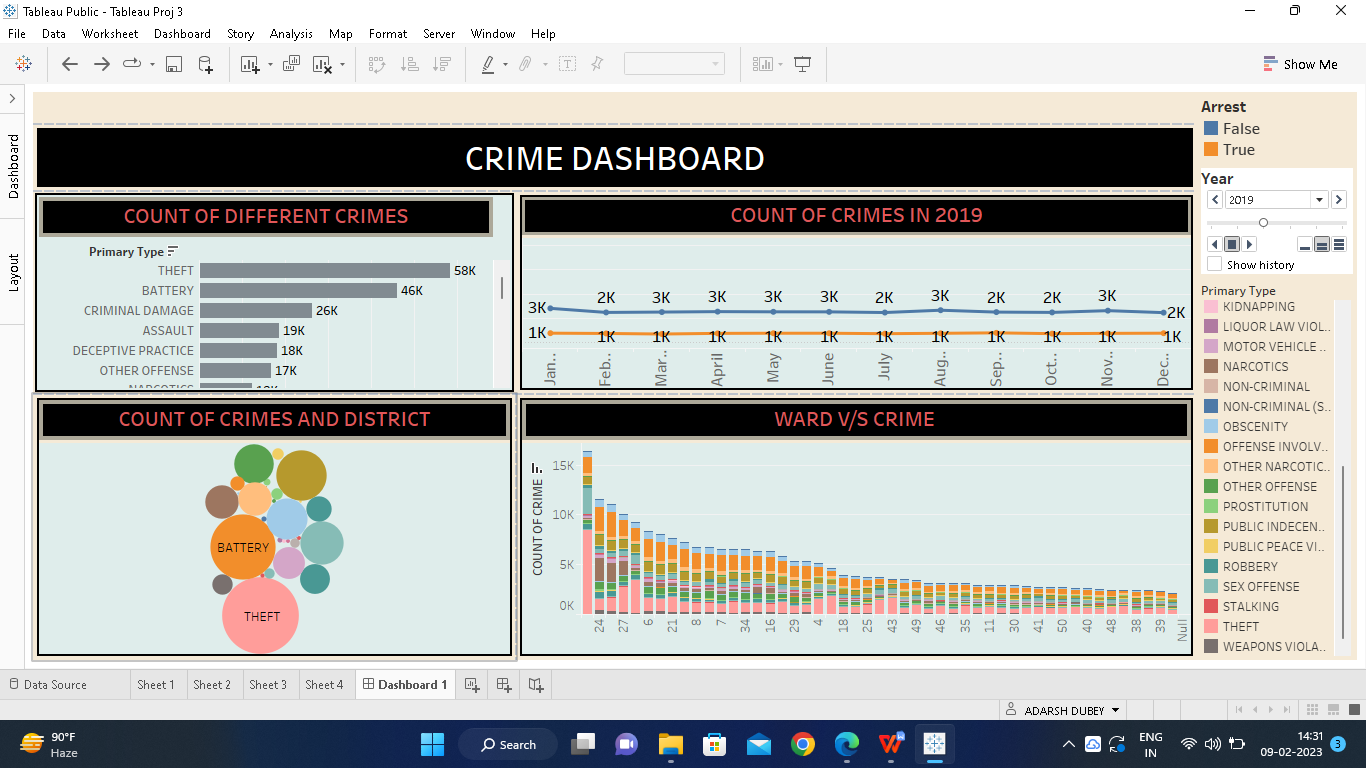 Tableau Public - Tableau Proj 3
File Data Worksheet Dashboard Story Analysis Map Format Server Window Help
Show Me
Dashboard
Layout
CRIME DASHBOARD
COUNT OF DIFFERENT CRIMES
Primary Type
THEFT 58K
BATTERY 46K
CRIMINAL DAMAGE 26K
ASSAULT 19K
DECEPTIVE PRACTICE 18K
OTHER OFFENSE 17K
COUNT OF CRIMES IN 2019
3K 2K 3K 3K 3K 3K 2K 3K 2K 2K 3K 2K
1K 1K 1K 1K 1K 1K 1K 1K 1K 1K 1K 1K
Jan.. Feb.. Mar.. April May June July Aug.. Sep.. Oct.. Nov.. Dec..
COUNT OF CRIMES AND DISTRICT
BATTERY
THEFT
WARD V/S CRIME
COUNT OF CRIME
15K
10K
5K
0K
24 27 6 21 8 7 34 16 29 4 18 25 43 49 46 35 11 30 41 50 40 48 38 39 Null
Arrest
False
True
Year
2019
Show history
Primary Type
KIDNAPPING
LIQUOR LAW VIOL..
MOTOR VEHICLE ..
NARCOTICS
NON-CRIMINAL
NON-CRIMINAL (S..
OBSCENITY
OFFENSE INVOLV..
OTHER NARCOTIC..
OTHER OFFENSE
PROSTITUTION
PUBLIC INDECEN..
PUBLIC PEACE VI..
ROBBERY
SEX OFFENSE
STALKING
THEFT
WEAPONS VIOLA..
Data Source Sheet 1 Sheet 2 Sheet 3 Sheet 4 Dashboard 1
ADARSH DUBEY
90°F
Haze
Search
ENG
IN
14:31
09-02-2023
3